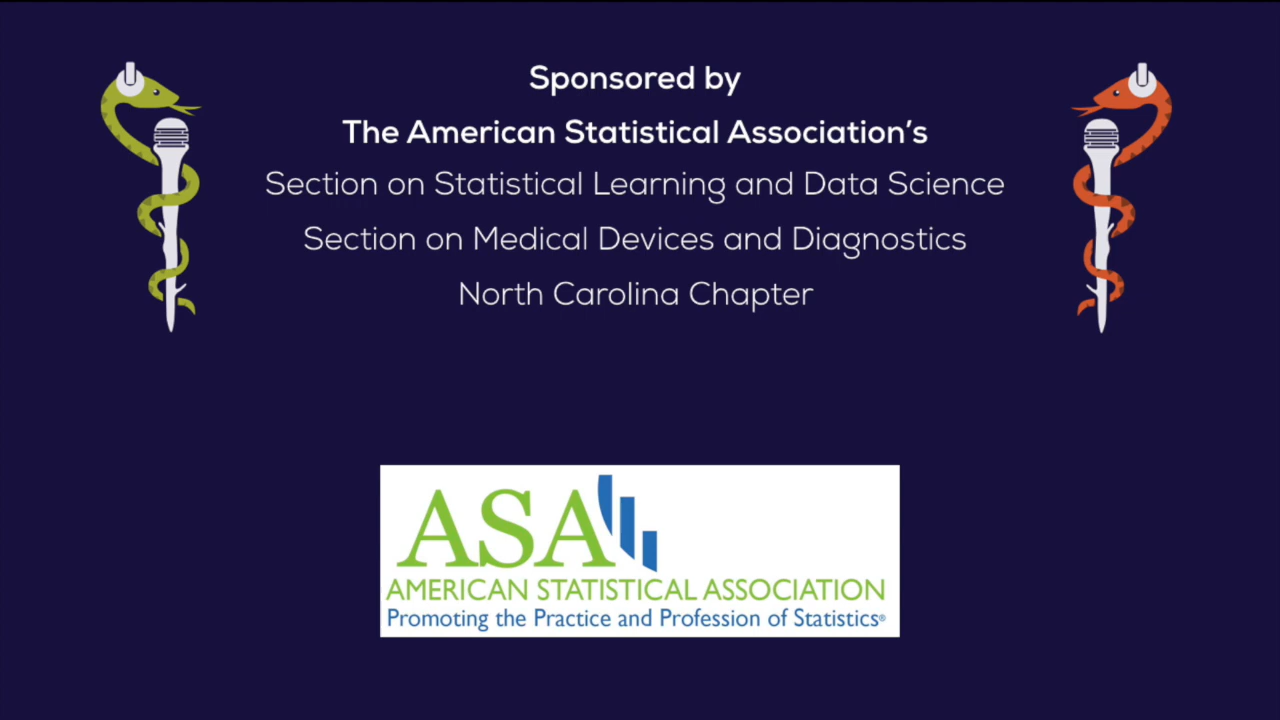 Sponsored by
The American Statistical Association’s
Section on Statistical Learning and Data Science
Section on Medical Devices and Diagnostics
North Carolina Chapter
ASA
AMERICAN STATISTICAL ASSOCIATION
Promoting the Practice and Profession of Statistics®